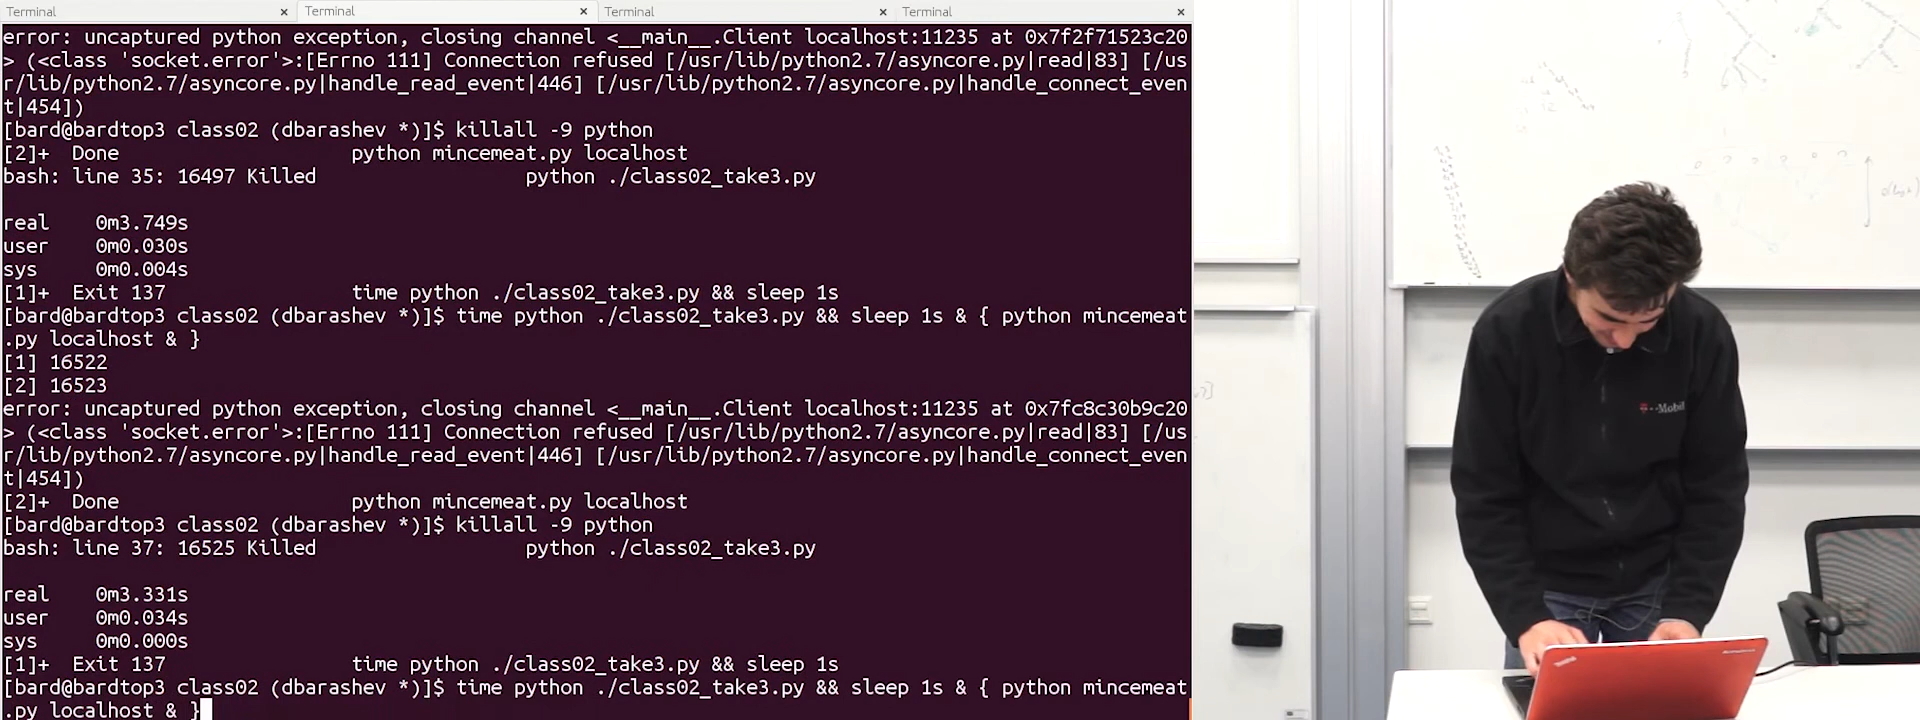 Terminal
Terminal
Terminal
Terminal
error: uncaptured python exception, closing channel <__main__.Client localhost:11235 at 0x7f2f71523c20
> (<class 'socket.error'>:[Errno 111] Connection refused [/usr/lib/python2.7/asyncore.py|read|83] [/us
r/lib/python2.7/asyncore.py|handle_read_event|446] [/usr/lib/python2.7/asyncore.py|handle_connect_even
t|454])
[bard@bardtop3 class02 (dbarashev *)]$ killall -9 python
[2]+  Done                    python mincemeat.py localhost
bash: line 35: 16497 Killed                  python ./class02_take3.py
real    0m3.749s
user    0m0.030s
sys     0m0.004s
[1]+  Exit 137                time python ./class02_take3.py && sleep 1s
[bard@bardtop3 class02 (dbarashev *)]$ time python ./class02_take3.py && sleep 1s & { python mincemeat
.py localhost & }
[1] 16522
[2] 16523
error: uncaptured python exception, closing channel <__main__.Client localhost:11235 at 0x7fc8c30b9c20
> (<class 'socket.error'>:[Errno 111] Connection refused [/usr/lib/python2.7/asyncore.py|read|83] [/us
r/lib/python2.7/asyncore.py|handle_read_event|446] [/usr/lib/python2.7/asyncore.py|handle_connect_even
t|454])
[2]+  Done                    python mincemeat.py localhost
[bard@bardtop3 class02 (dbarashev *)]$ killall -9 python
bash: line 37: 16525 Killed                  python ./class02_take3.py
real    0m3.331s
user    0m0.034s
sys     0m0.000s
[1]+  Exit 137                time python ./class02_take3.py && sleep 1s
[bard@bardtop3 class02 (dbarashev *)]$ time python ./class02_take3.py && sleep 1s & { python mincemeat
.py localhost & }
ThinkPad